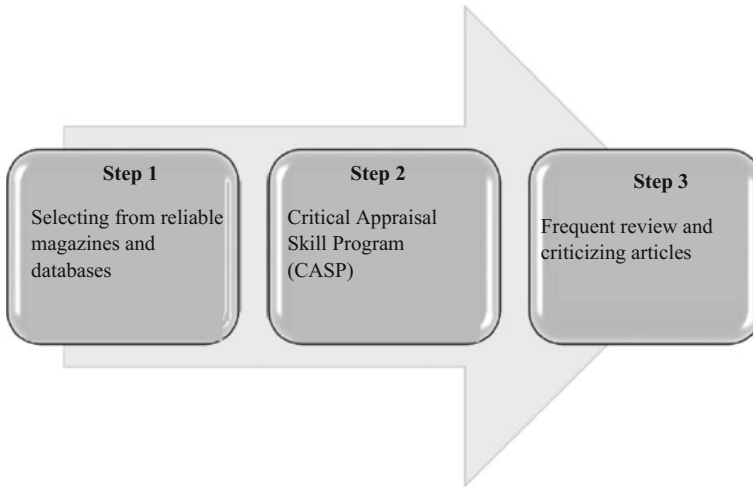 Step 1
Selecting from reliable
magazines and
databases
Step 2
Critical Appraisal
Skill Program
(CASP)
Step 3
Frequent review and
criticizing articles